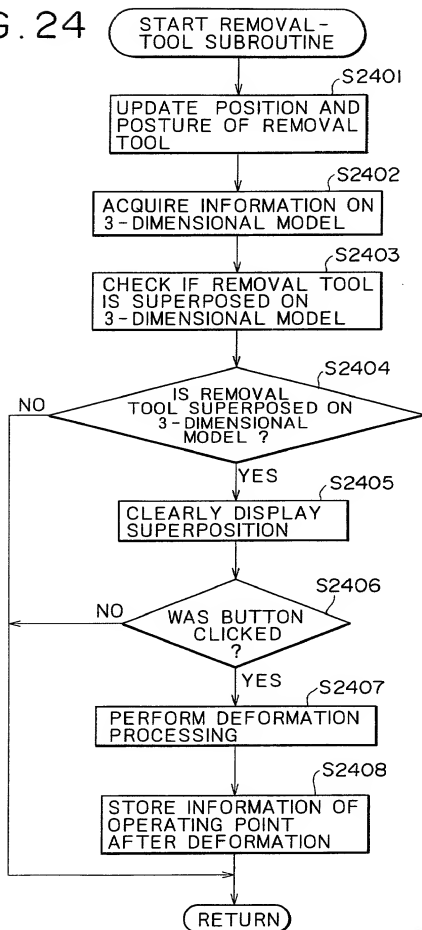 G. 24
START REMOVAL-
TOOL SUBROUTINE
S2401
UPDATE POSITION AND
POSTURE OF REMOVAL
TOOL
S2402
ACQUIRE INFORMATION ON
3-DIMENSIONAL MODEL
S2403
CHECK IF REMOVAL TOOL
IS SUPERPOSED ON
3-DIMENSIONAL MODEL
S2404
IS REMOVAL
TOOL SUPERPOSED ON
3-DIMENSIONAL
MODEL ?
NO
YES
S2405
CLEARLY DISPLAY
SUPERPOSITION
S2406
WAS BUTTON
CLICKED
?
NO
YES
S2407
PERFORM DEFORMATION
PROCESSING
S2408
STORE INFORMATION OF
OPERATING POINT
AFTER DEFORMATION
RETURN